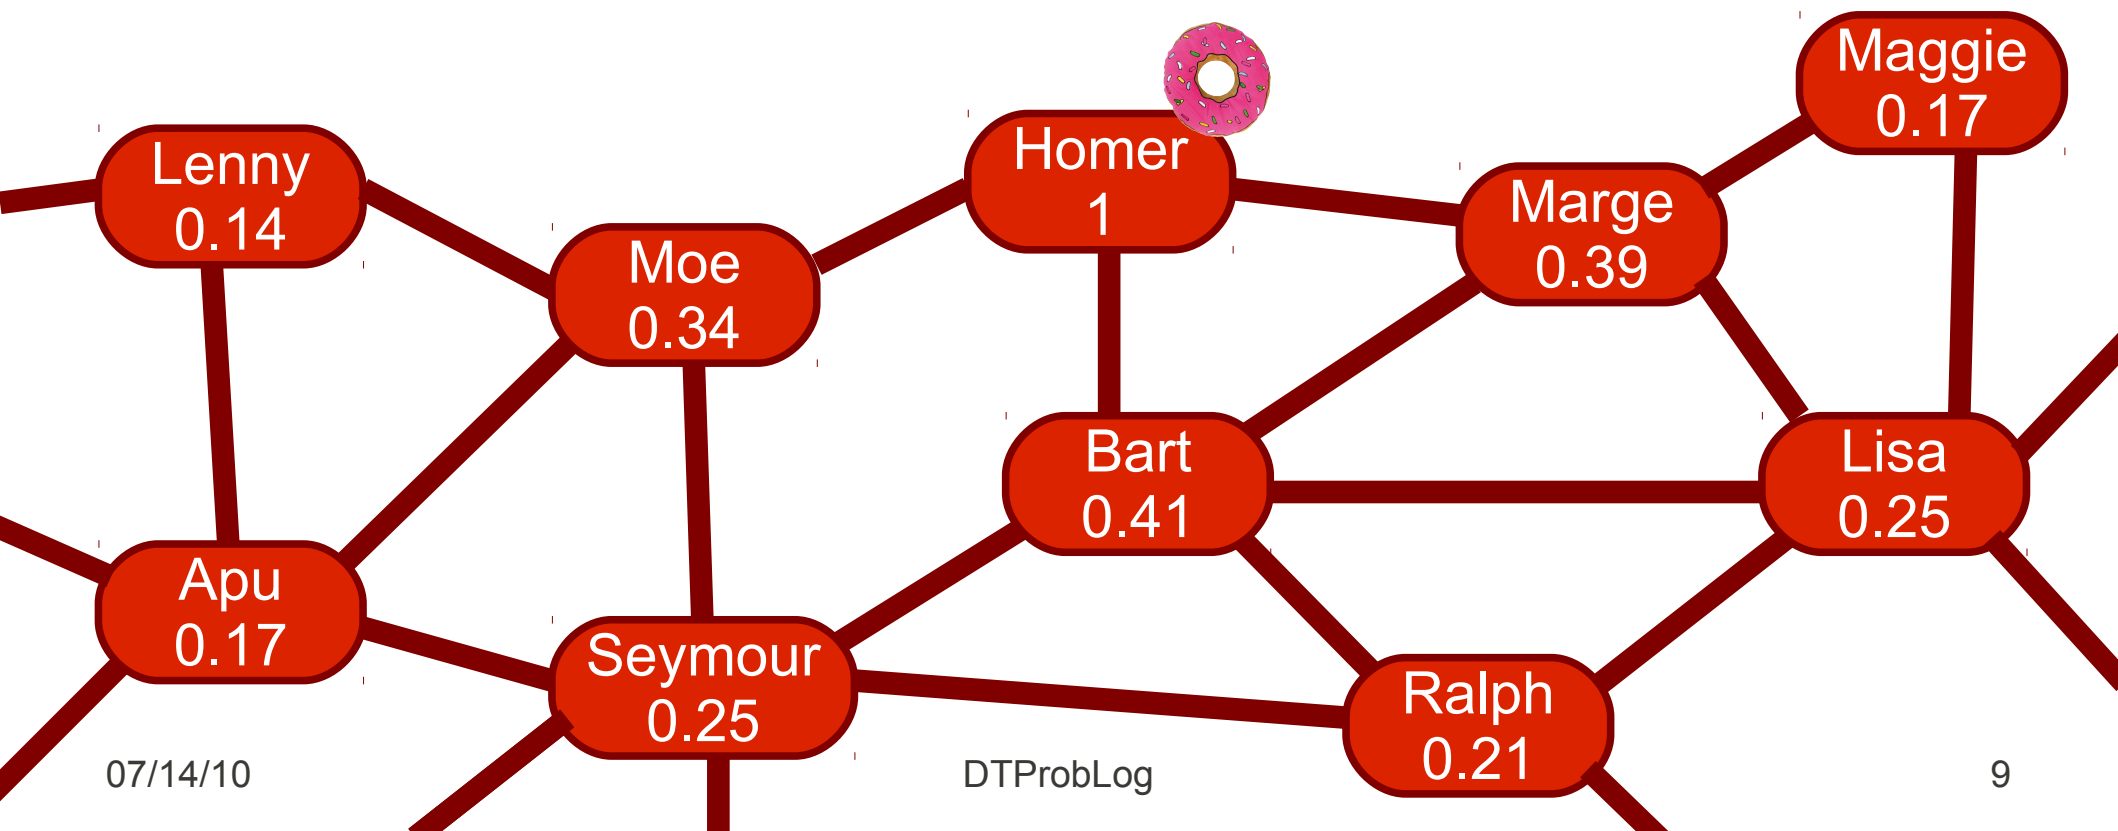 Maggie
0.17
Homer
1
Lenny
0.14
Marge
0.39
Moe
0.34
Bart
0.41
Lisa
0.25
Apu
0.17
Seymour
0.25
Ralph
0.21
07/14/10
DTProbLog
9